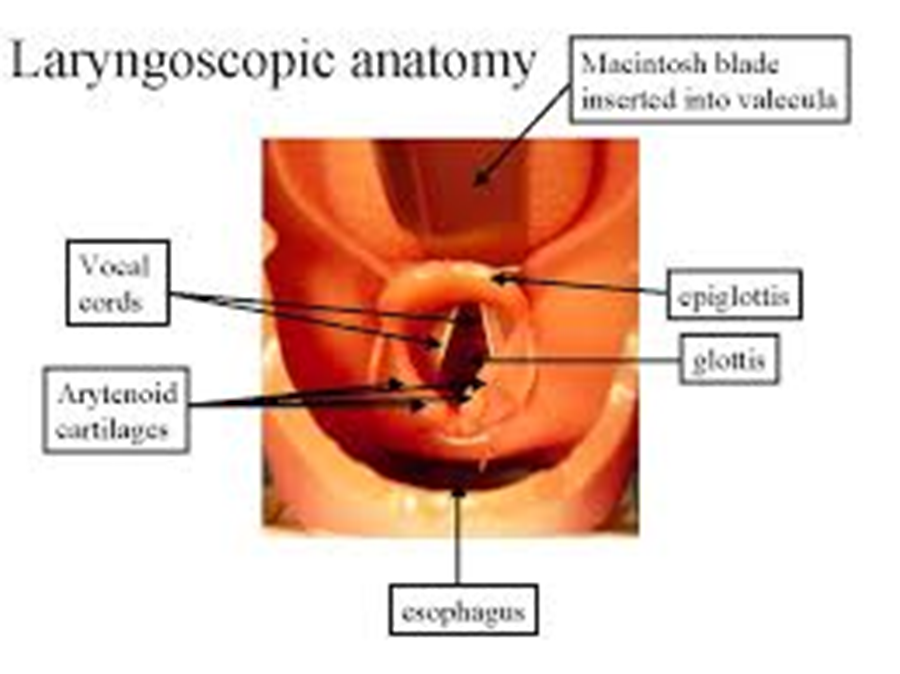 Laryngoscopic anatomy
Macintosh blade
inserted into valecula
Vocal
cords
epiglottis
glottis
Arytenoid
cartilages
esophagus